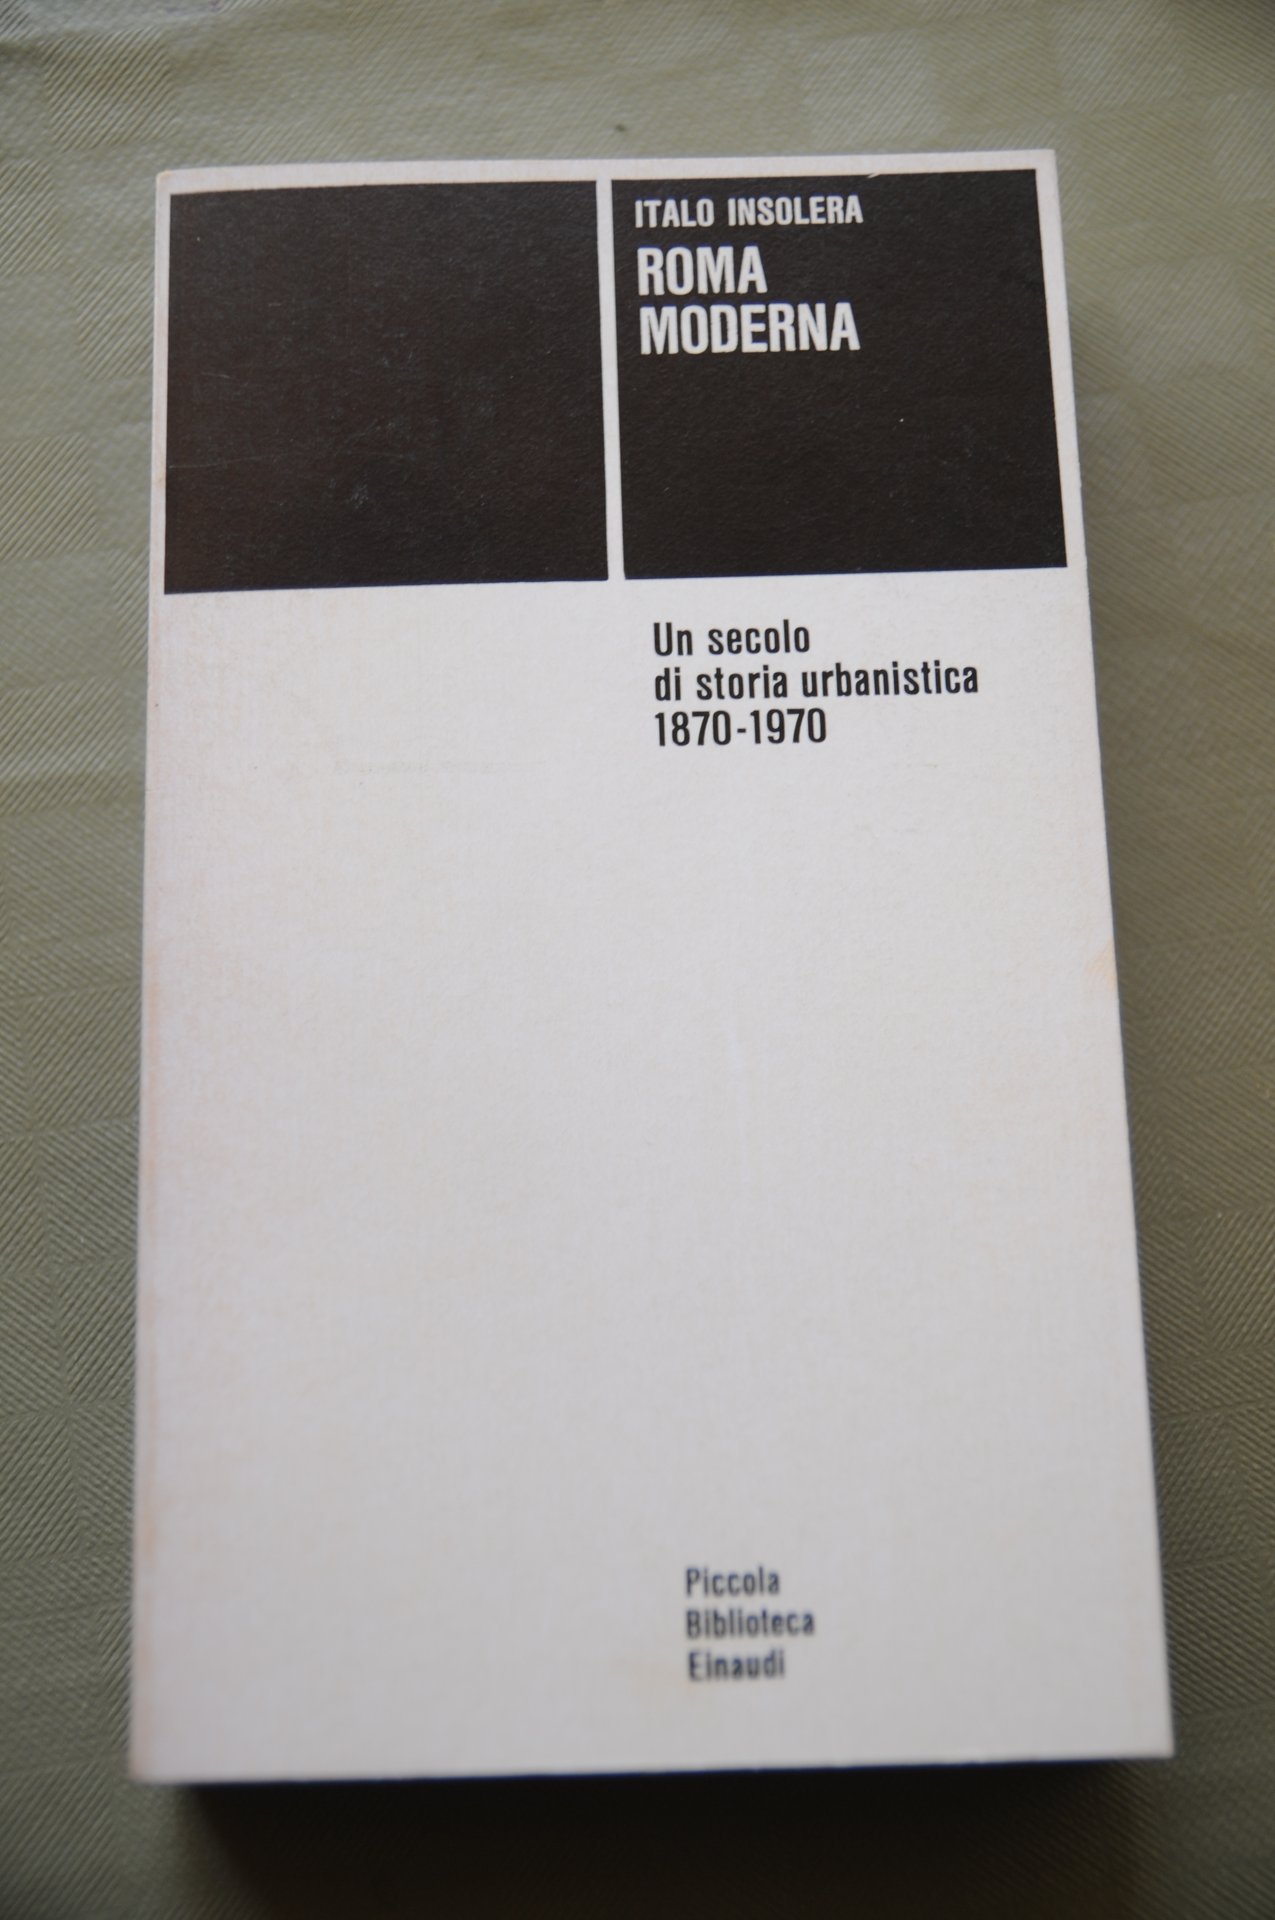 ITALO INSOLERA
ROMA
MODERNA
Un secolo
di storia urbanistica
1870-1970
Piccola
Biblioteca
Einaudi